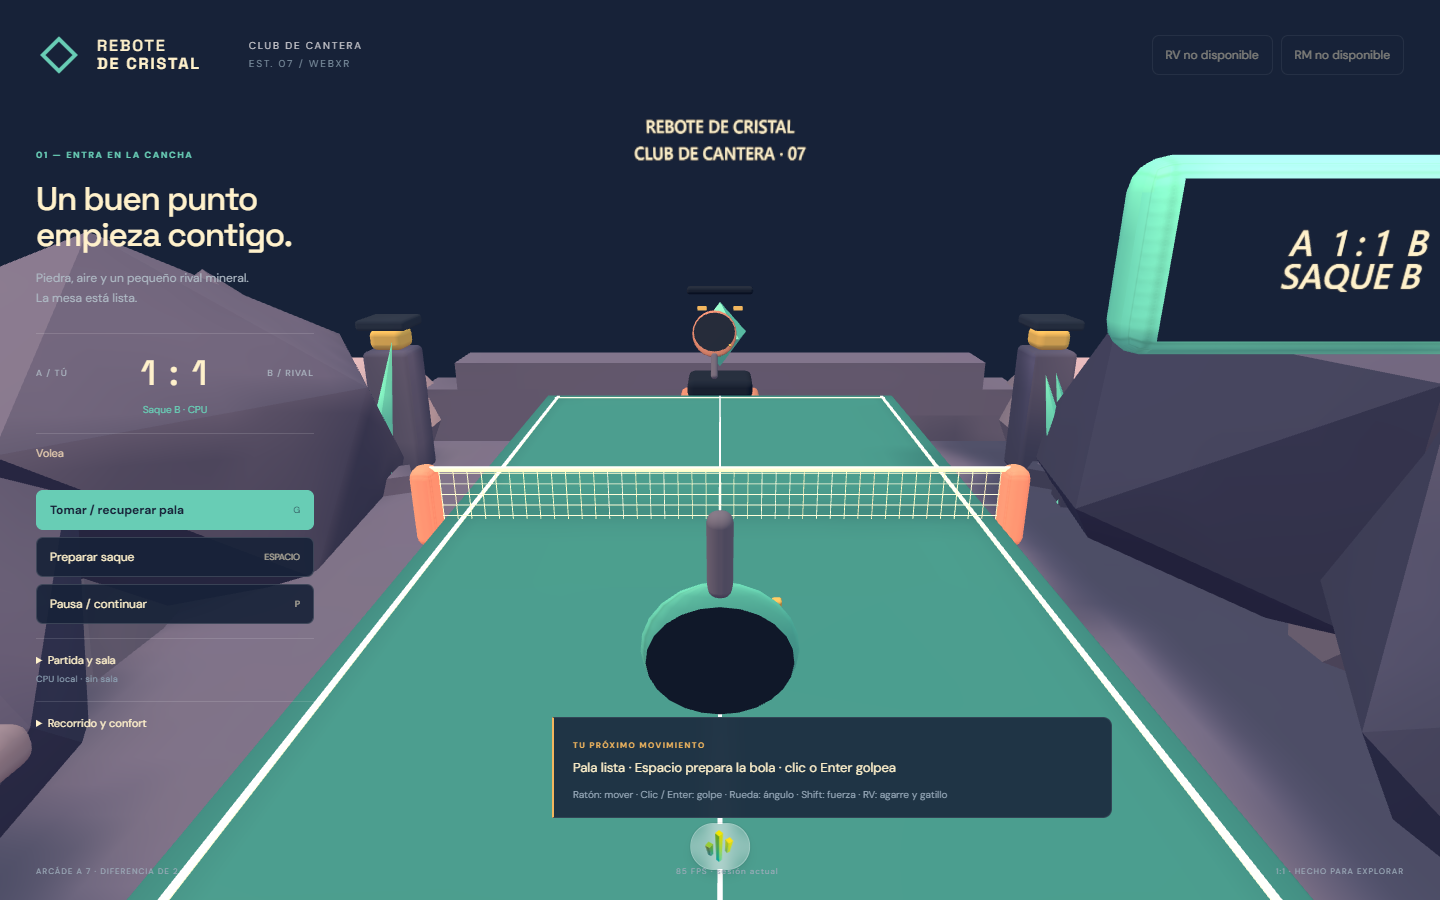 REBOTE
DE CRISTAL
CLUB DE CANTERA
EST. 07 / WEBXR
RV no disponible
RM no disponible
REBOTE DE CRISTAL
CLUB DE CANTERA · 07
01 — ENTRA EN LA CANCHA
Un buen punto
empieza contigo.
Piedra, aire y un pequeño rival mineral.
La mesa está lista.
A 1:1 B
SAQUE B
A / TÚ
1 : 1
B / RIVAL
Saque B · CPU
Volea
Tomar / recuperar pala
G
Preparar saque
ESPACIO
Pausa / continuar
P
Partida y sala
CPU local · sin sala
Recorrido y confort
TU PRÓXIMO MOVIMIENTO
Pala lista · Espacio prepara la bola · clic o Enter golpea
Ratón: mover · Clic / Enter: golpe · Rueda: ángulo · Shift: fuerza · RV: agarre y gatillo
ARCADE A 7 · DIFERENCIA DE 2
85 FPS · sesión actual
1:1 · HECHO PARA EXPLORAR